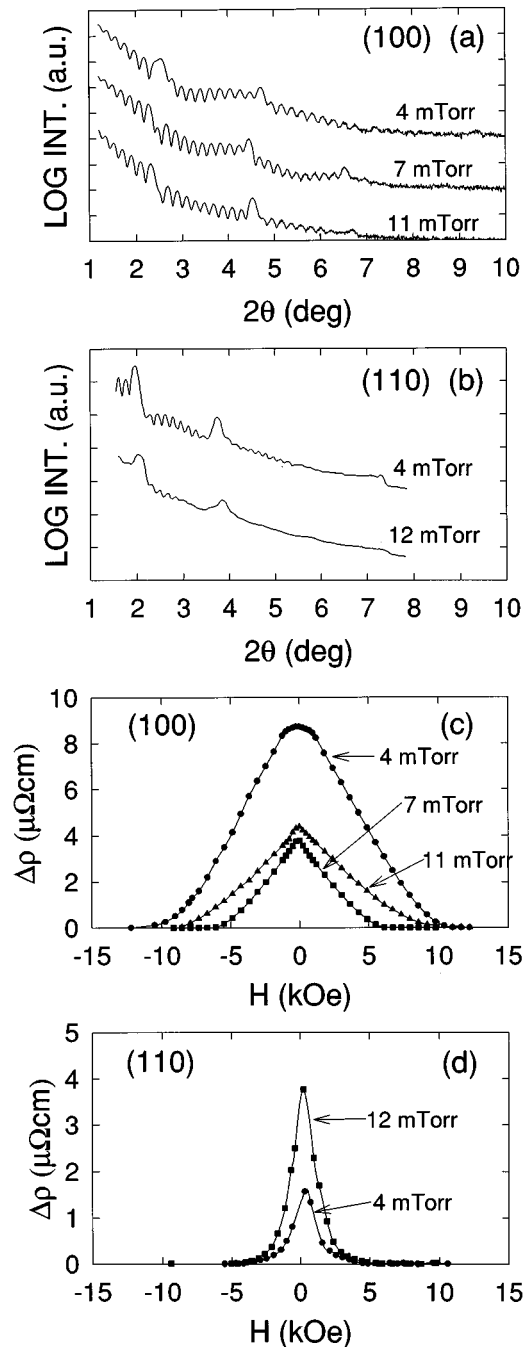 (100) (a)
LOG INT. (a.u.)
4 mTorr
7 mTorr
11 mTorr
1 2 3 4 5 6 7 8 9 10
2θ (deg)
(110) (b)
LOG INT. (a.u.)
4 mTorr
12 mTorr
1 2 3 4 5 6 7 8 9 10
2θ (deg)
10
(100) (c)
8
4 mTorr
6
7 mTorr
4
11 mTorr
2
0
Δρ (μΩcm)
-15 -10 -5 0 5 10 15
H (kOe)
5
(110) (d)
4
12 mTorr
3
2
4 mTorr
1
0
Δρ (μΩcm)
-15 -10 -5 0 5 10 15
H (kOe)